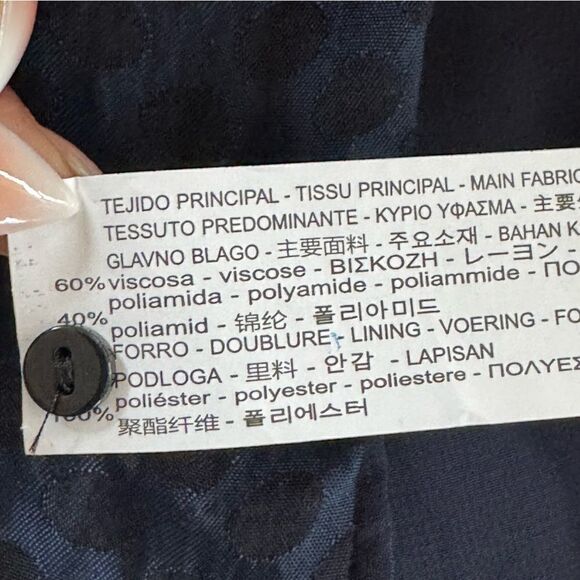 TEJIDO PRINCIPAL - TISSU PRINCIPAL - MAIN FABRIC
TESSUTO PREDOMINANTE - ΚΥΡΙΟ ΥΦΑΣΜΑ - 主要
GLAVNO BLAGO - 主要面料 - 주요소재 - BAHAN K
60% viscosa - viscose - ΒΙΣΚΟΖΗ - レーヨン -
poliamida - polyamide - poliammide - ΠΟ
40% poliamid - 锦纶 - 폴리아미드
FORRO - DOUBLURE - LINING - VOERING - FO
PODLOGA - 里料 - 안감 - LAPISAN
poliéster - polyester - poliestere - ΠΟΛΥΕΣ
100% 聚酯纤维 - 폴리에스터